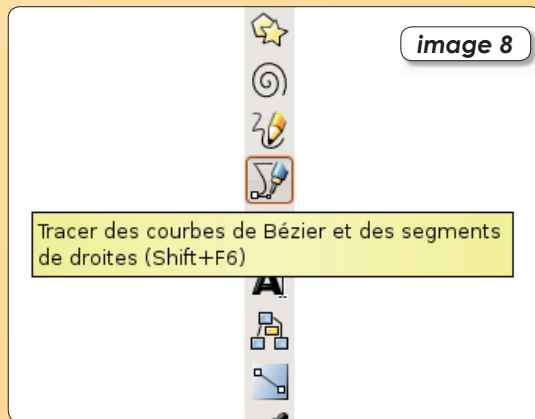 image 8
Tracer des courbes de Bézier et des segments
de droites (Shift+F6)